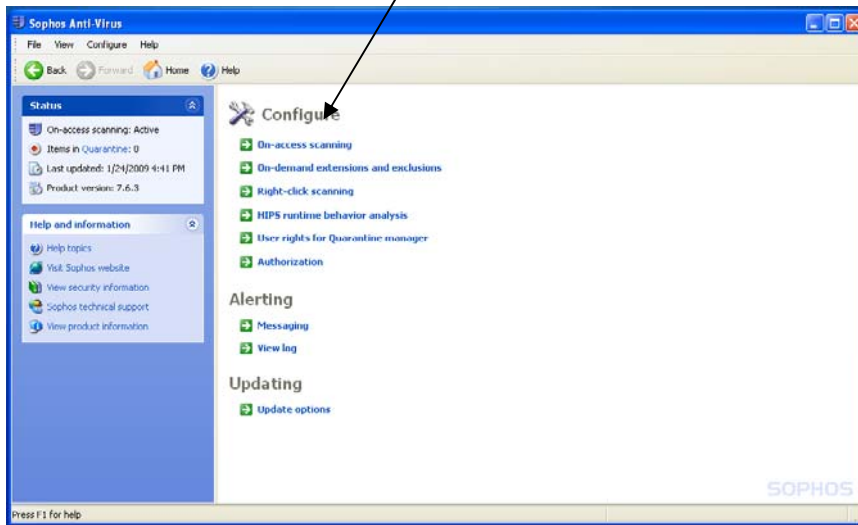 Sophos Anti-Virus
File View Configure Help
Back Forward Home Help
Status
On-access scanning: Active
Items in Quarantine: 0
Last updated: 1/24/2009 4:41 PM
Product version: 7.6.3
Help and information
Help topics
Visit Sophos website
View security information
Sophos technical support
View product information
Configure
On-access scanning
On-demand extensions and exclusions
Right-click scanning
HIPS runtime behavior analysis
User rights for Quarantine manager
Authorization
Alerting
Messaging
View log
Updating
Update options
SOPHOS
Press F1 for help